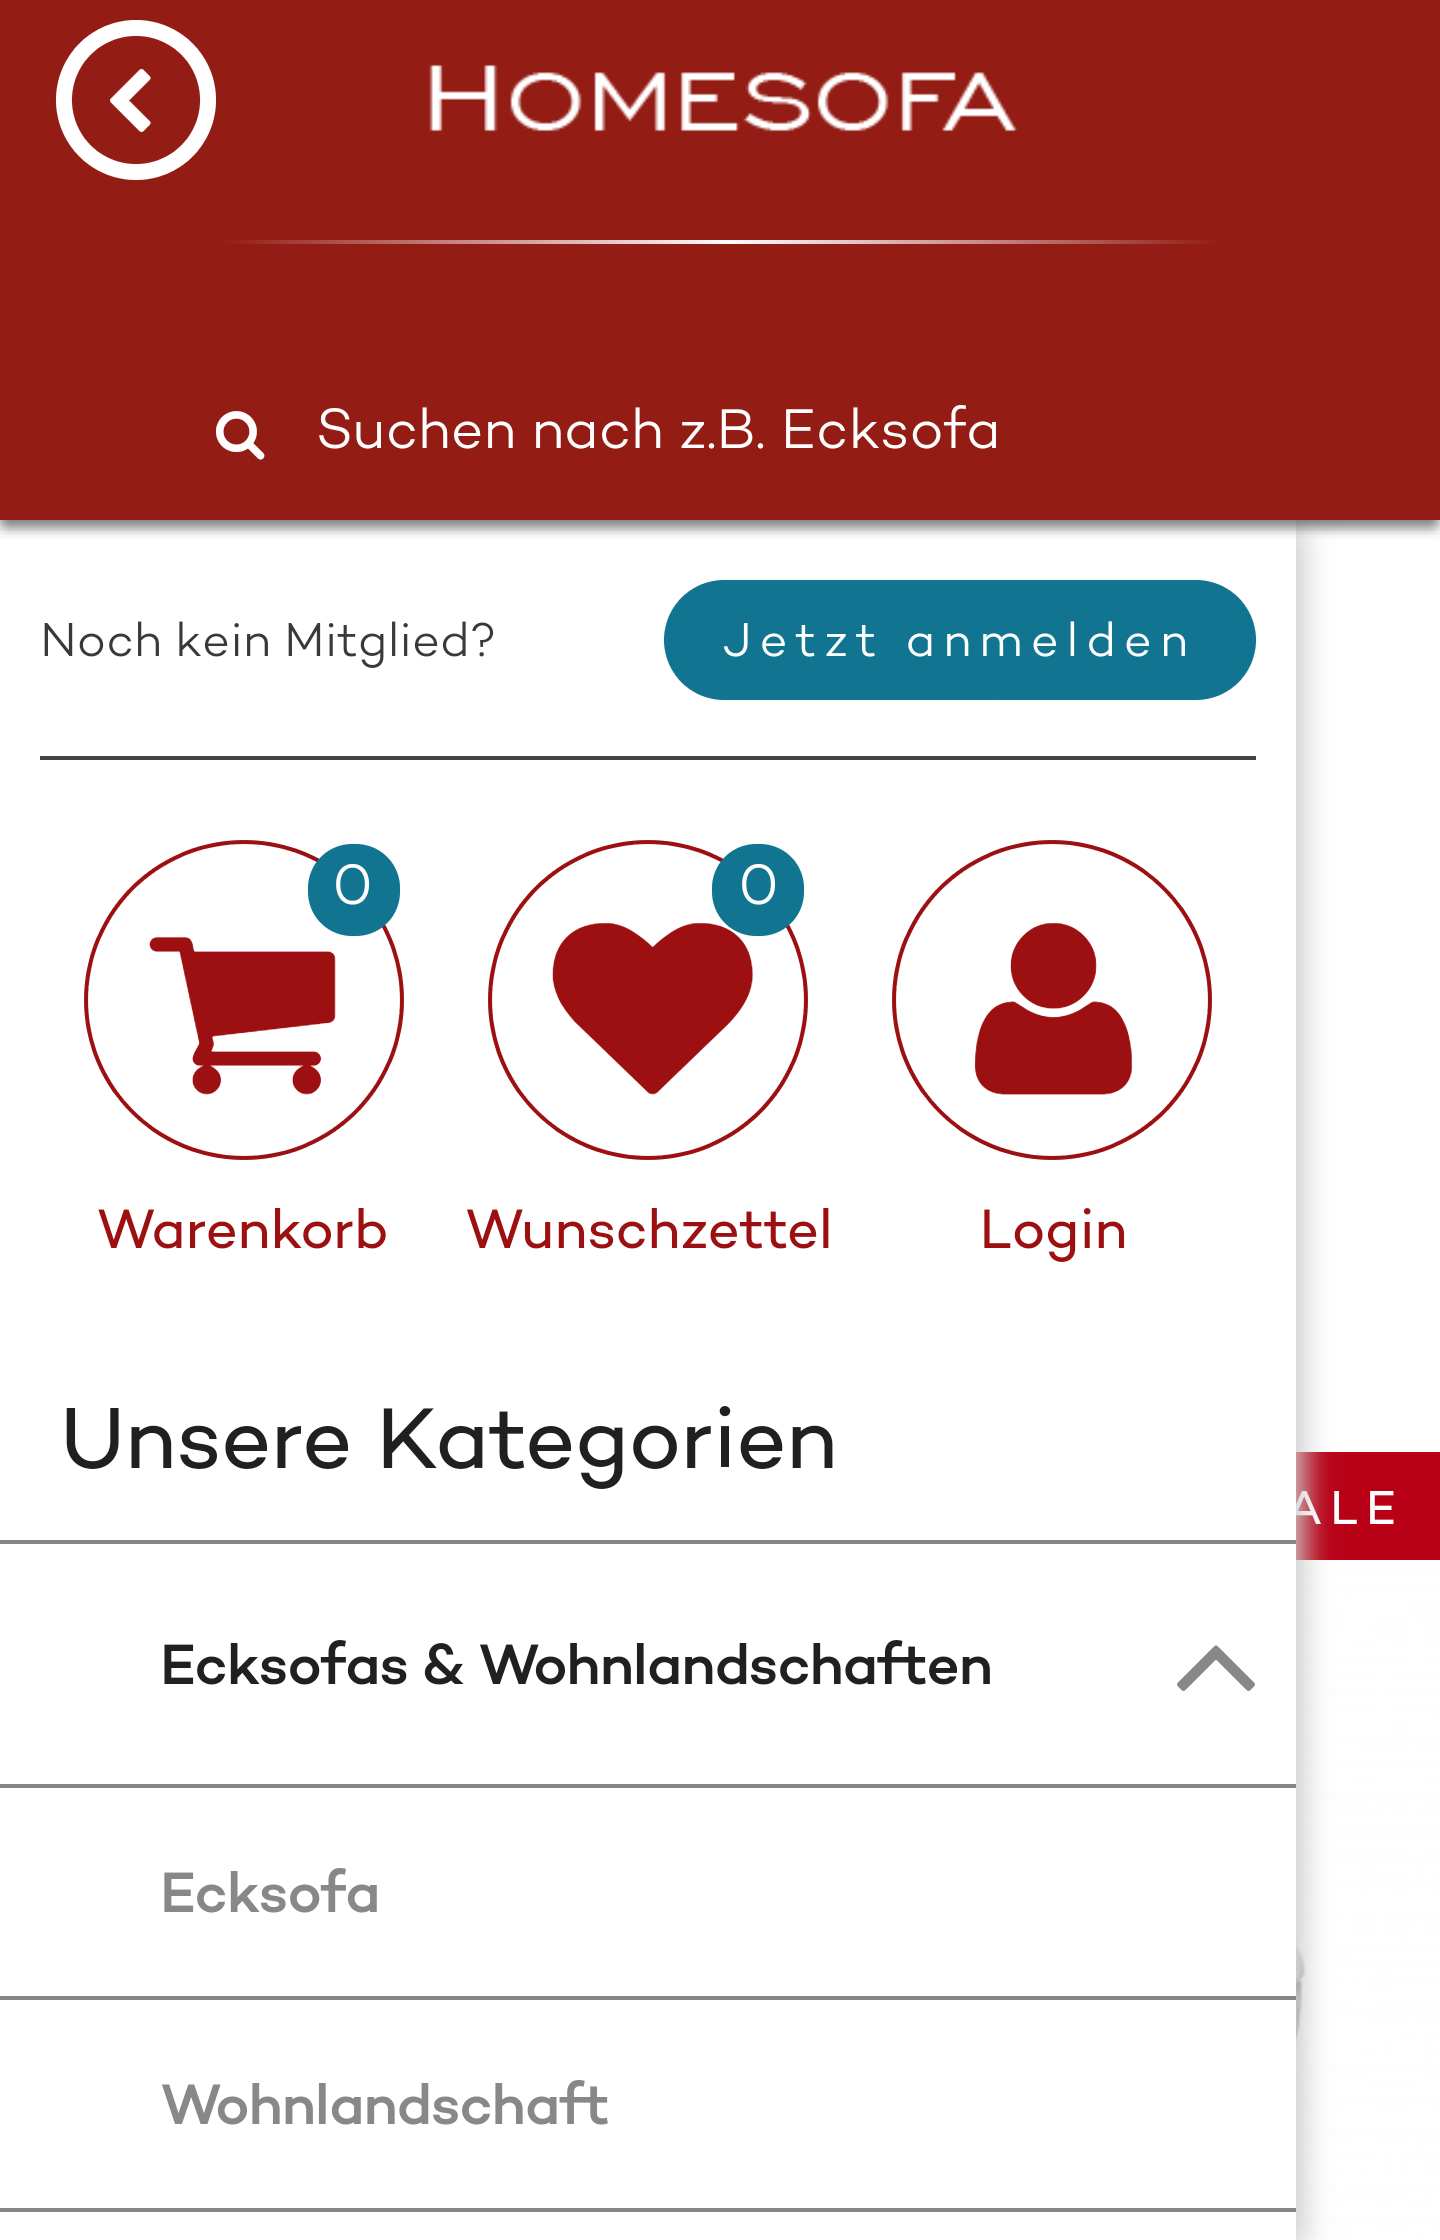 HOMESOFA
Suchen nach z.B. Ecksofa
Noch kein Mitglied?
Jetzt anmelden
0
0
Warenkorb
Wunschzettel
Login
Unsere Kategorien
ALE
Ecksofas & Wohnlandschaften
Ecksofa
Wohnlandschaft